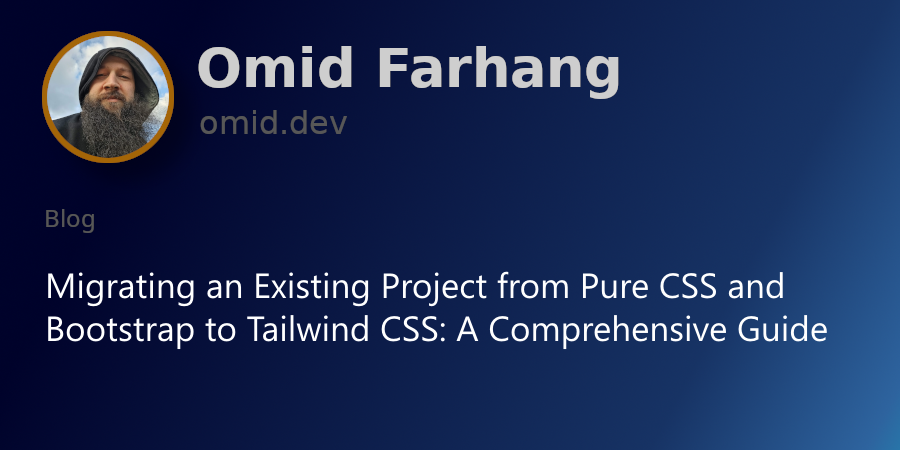 Omid Farhang
omid.dev
Blog
Migrating an Existing Project from Pure CSS and
Bootstrap to Tailwind CSS: A Comprehensive Guide